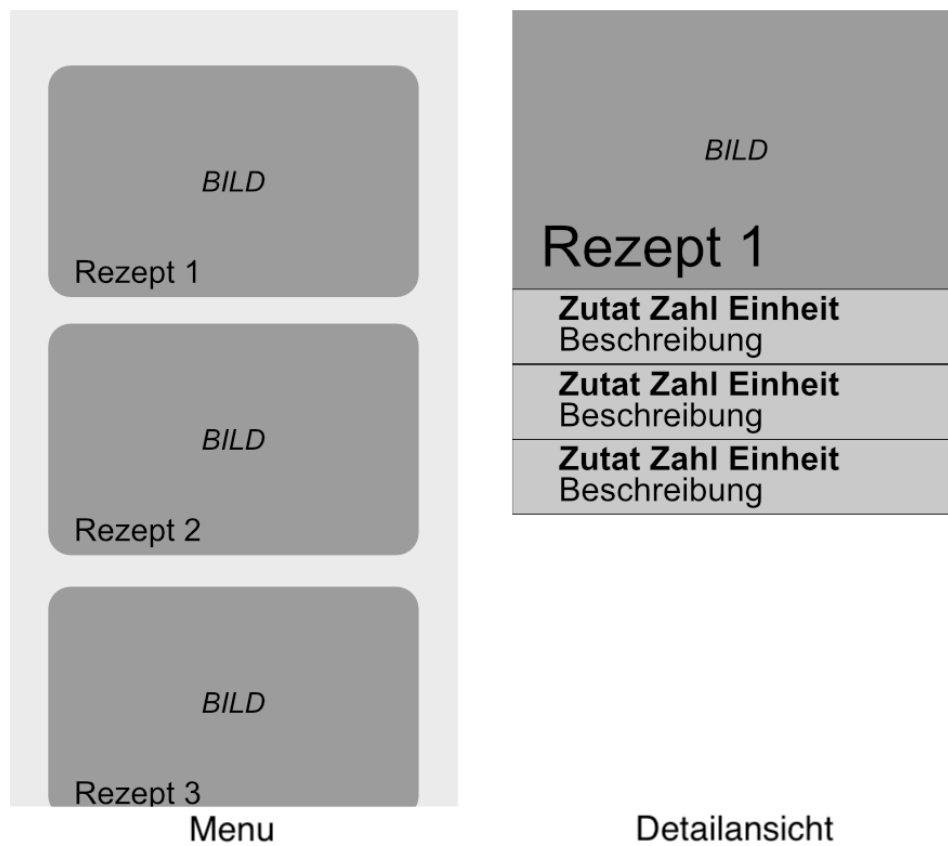 BILD
Rezept 1
BILD
Rezept 2
BILD
Rezept 3
Menu
BILD
Rezept 1
Zutat Zahl Einheit
Beschreibung
Zutat Zahl Einheit
Beschreibung
Zutat Zahl Einheit
Beschreibung
Detailansicht